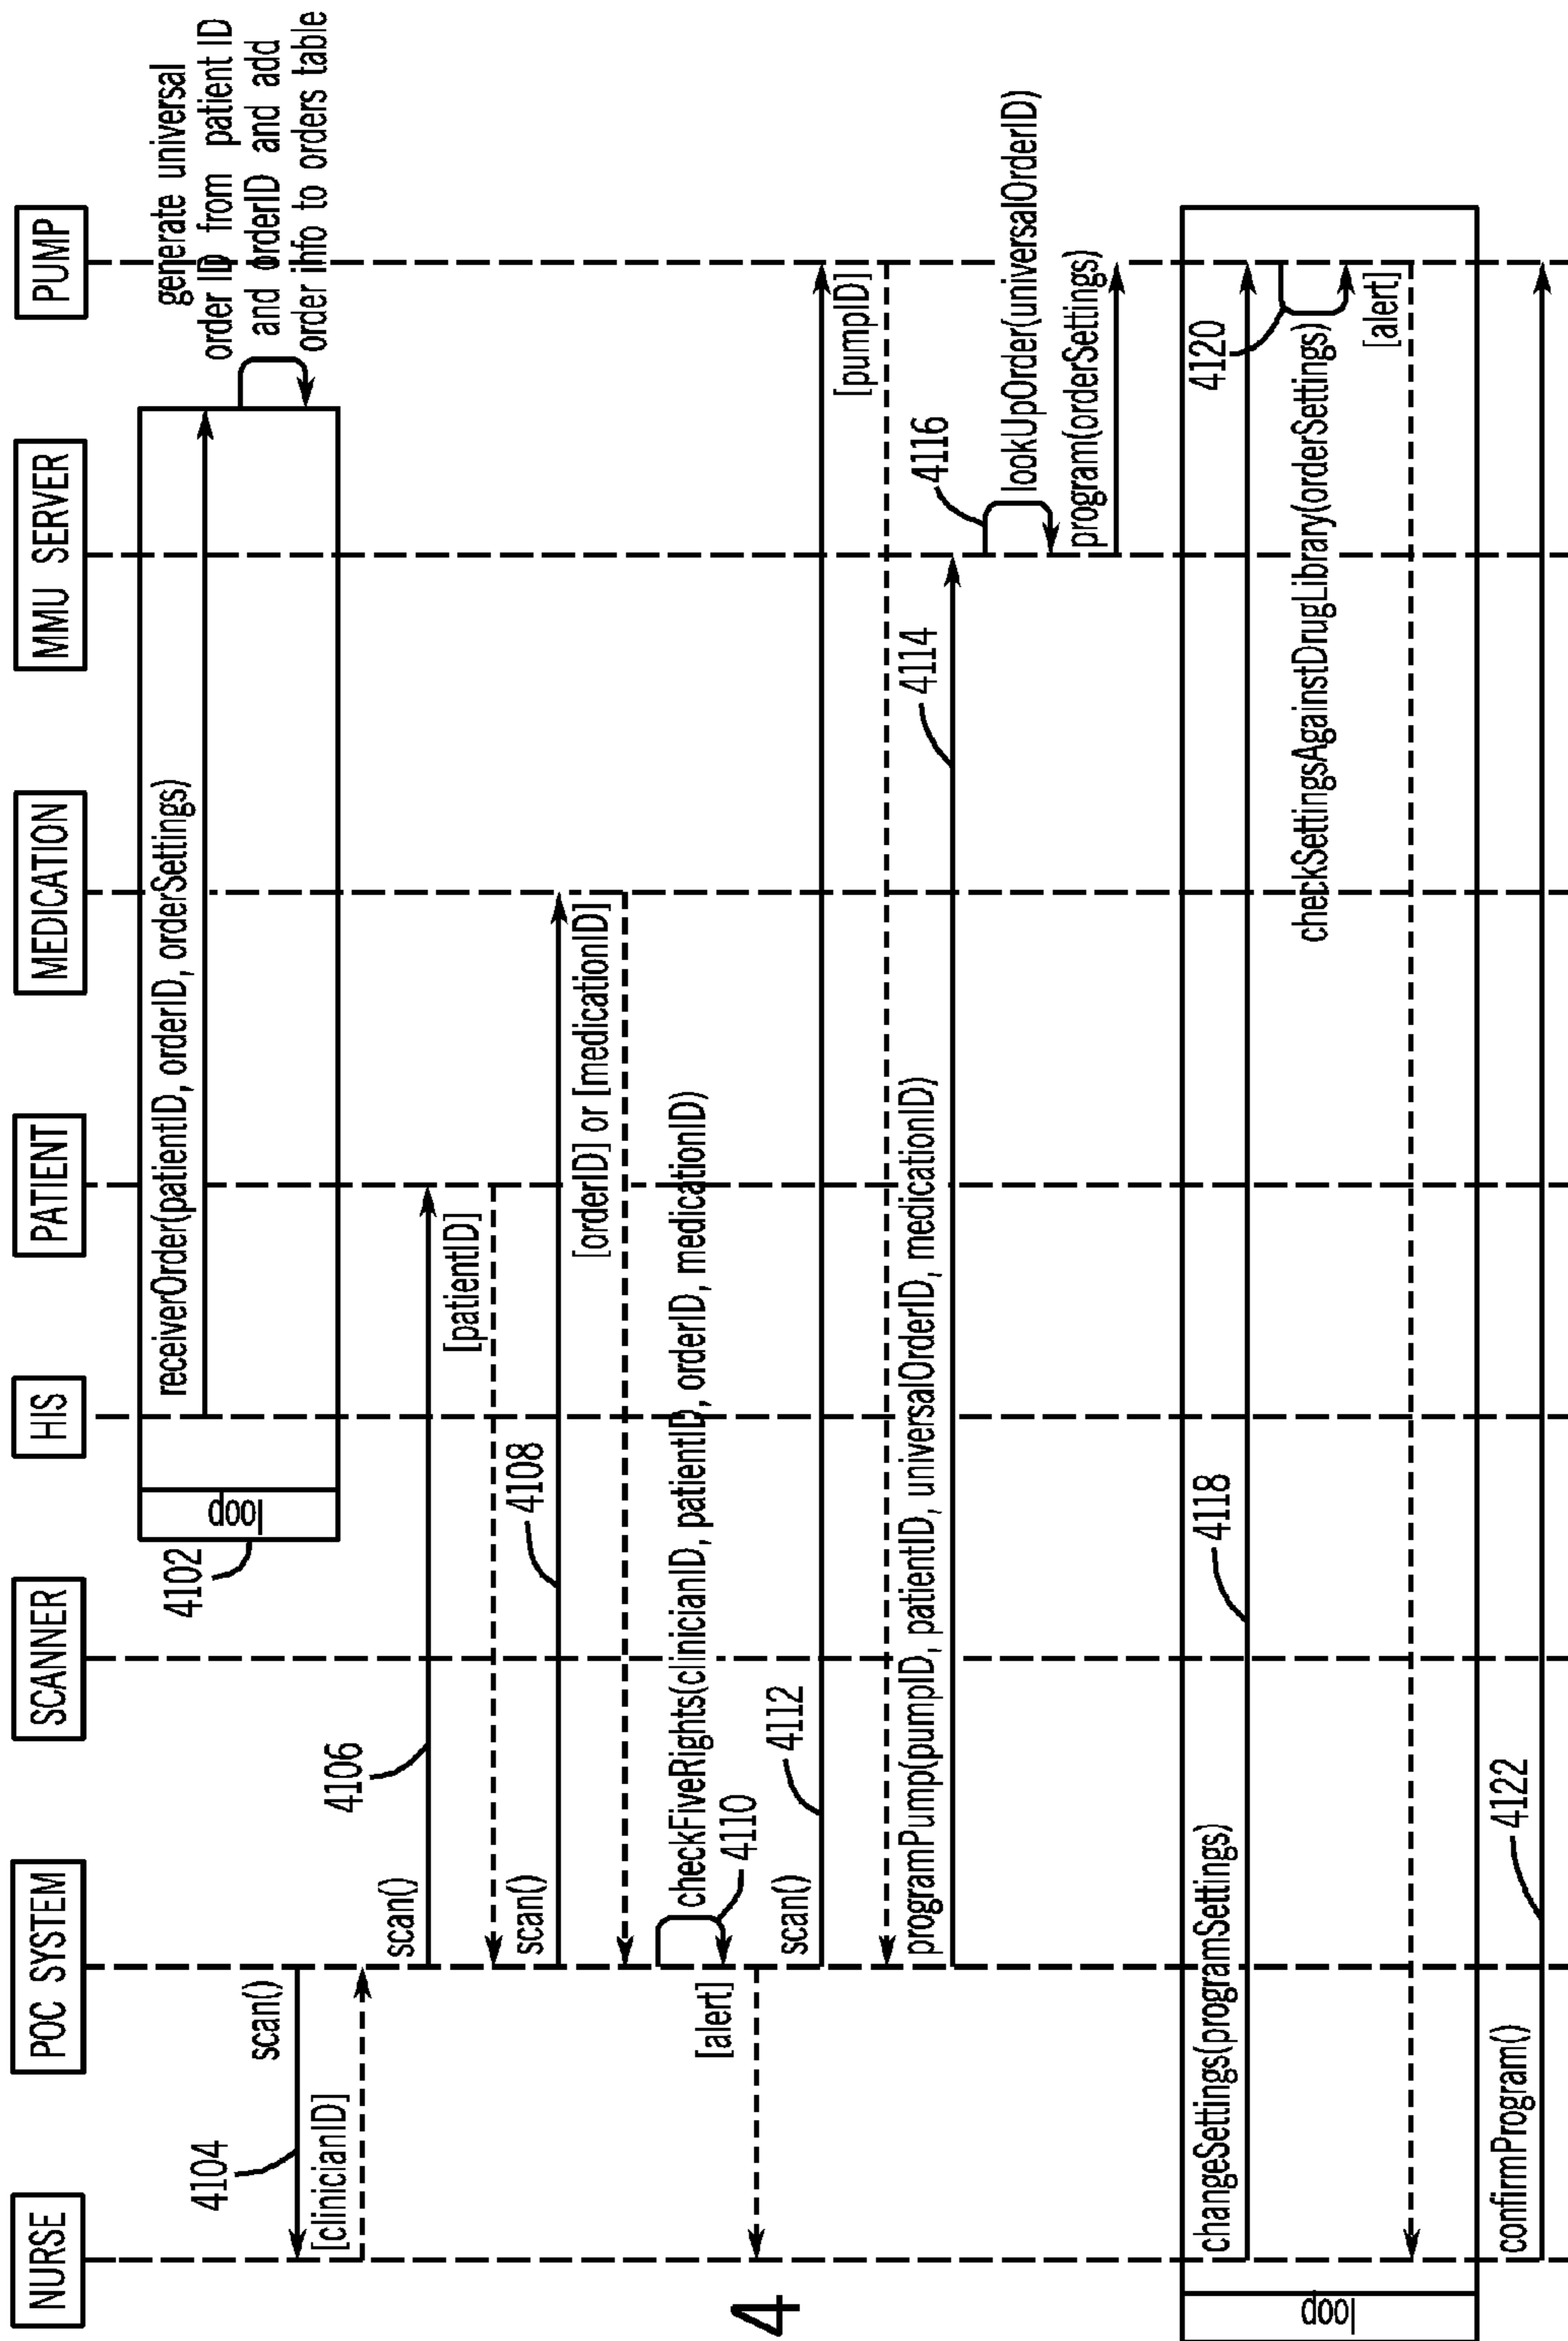 NURSE
POC SYSTEM
SCANNER
HIS
PATIENT
MEDICATION
MMU SERVER
PUMP
4102
loop
receiverOrder(patientID, orderID, orderSettings)
generate universal
order ID from patient ID
and orderID and add
order info to orders table
4104
scan()
[clinicianID]
4106
scan()
[patientID]
4108
scan()
[orderID] or [medicationID]
checkFiveRights(clinicianID, patientID, orderID, medicationID)
4110
[alert]
4112
scan()
[pumpID]
4114
programPump(pumpID, patientID, universalOrderID, medicationID)
4116
lookUpOrder(universalOrderID)
program(orderSettings)
4
loop
changeSettings(programSettings)
4118
4120
checkSettingsAgainstDrugLibrary(orderSettings)
[alert]
confirmProgram()
4122